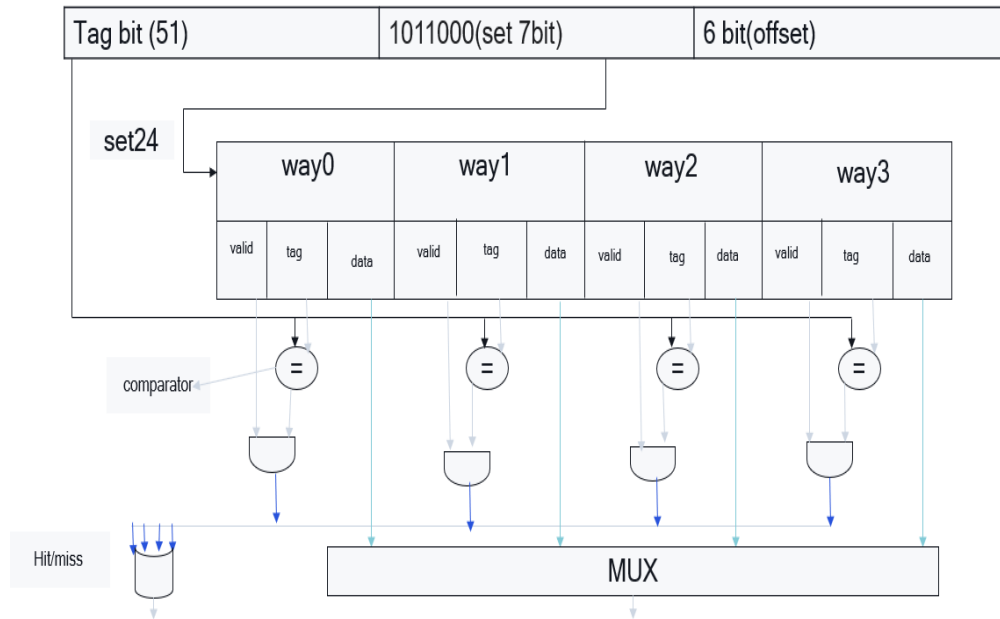 Tag bit (51)
1011000(set 7bit)
6 bit(offset)
set24
way0
way1
way2
way3
valid
tag
data
valid
tag
data
valid
tag
data
valid
tag
data
=
=
=
=
comparator
Hit/miss
MUX